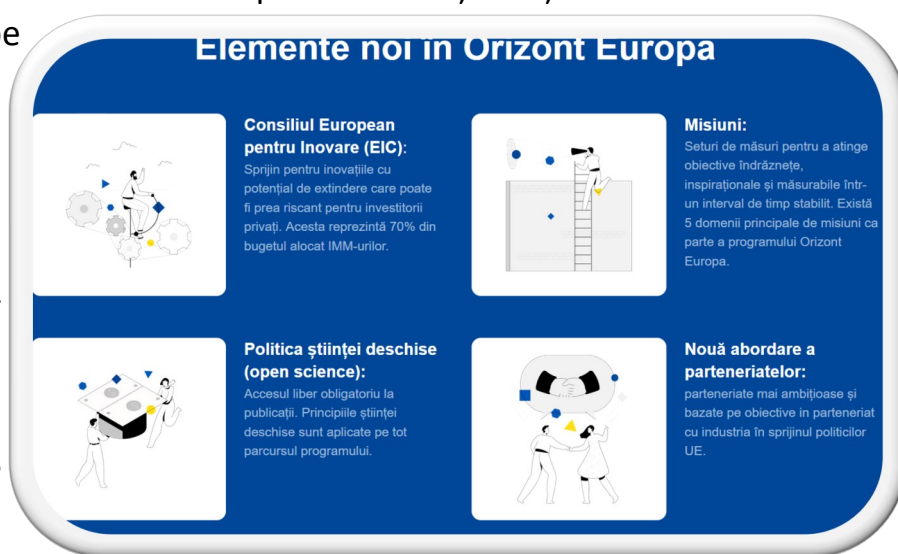 Elemente noi în Orizont Europa
Consiliul European
pentru Inovare (EIC):
Sprijin pentru inovațiile cu
potențial de extindere care poate
fi prea riscant pentru investitorii
privați. Acesta reprezintă 70% din
bugetul alocat IMM-urilor.
Misiuni:
Seturi de măsuri pentru a atinge
obiective îndrăznețe,
inspiraționale și măsurabile într-
un interval de timp stabilit. Există
5 domenii principale de misiuni ca
parte a programului Orizont
Europa.
Politica științei deschise
(open science):
Accesul liber obligatoriu la
publicații. Principiile științei
deschise sunt aplicate pe tot
parcursul programului.
Nouă abordare a
parteneriatelor:
parteneriate mai ambițioase și
bazate pe obiective in parteneriat
cu industria în sprijinul politicilor
UE.